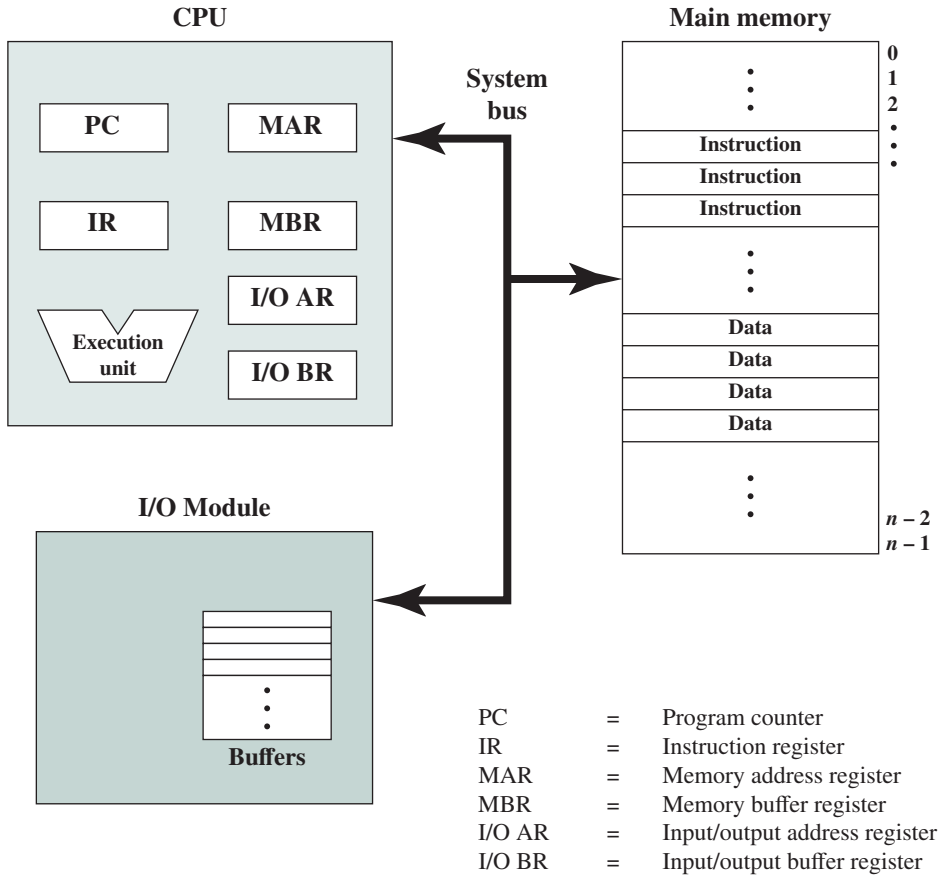 CPU
Main memory
System
bus
PC
MAR
IR
MBR
I/O AR
I/O BR
Execution
unit
0
1
2
Instruction
Instruction
Instruction
Data
Data
Data
Data
n – 2
n – 1
I/O Module
Buffers
PC = Program counter
IR = Instruction register
MAR = Memory address register
MBR = Memory buffer register
I/O AR = Input/output address register
I/O BR = Input/output buffer register